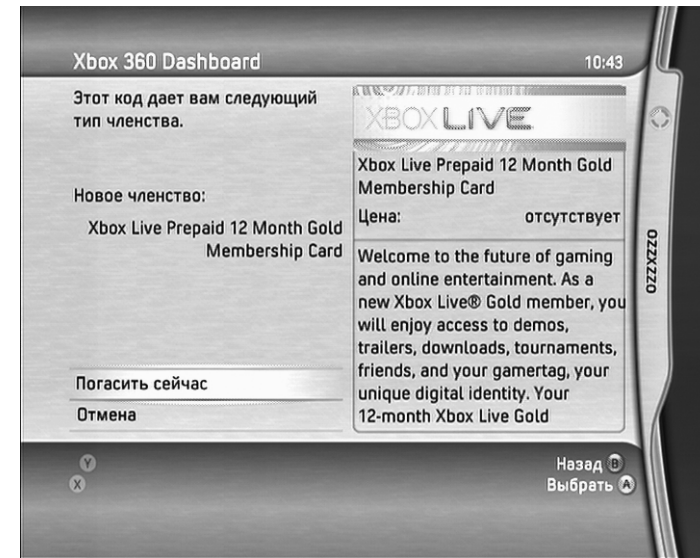 Xbox 360 Dashboard
10:43
Этот код дает вам следующий
тип членства.
Новое членство:
Xbox Live Prepaid 12 Month Gold
Membership Card
Погасить сейчас
Отмена
XBOX LIVE
Xbox Live Prepaid 12 Month Gold
Membership Card
Цена: отсутствует
Welcome to the future of gaming
and online entertainment. As a
new Xbox Live® Gold member, you
will enjoy access to demos,
trailers, downloads, tournaments,
friends, and your gamertag, your
unique digital identity. Your
12-month Xbox Live Gold
ozzxzzo
Y
X
Назад B
Выбрать A